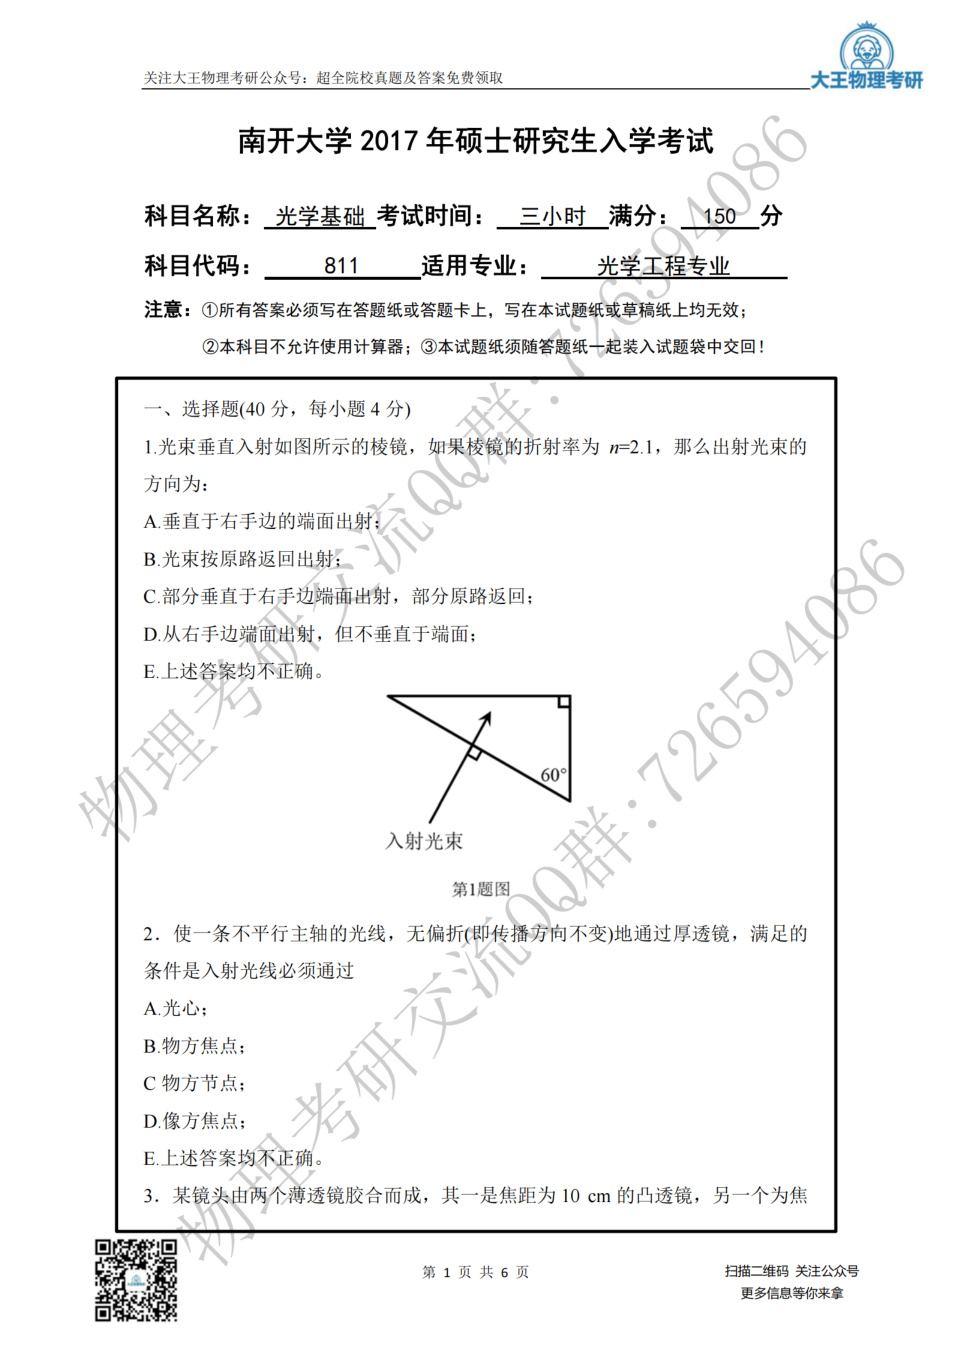 关注大王物理考研公众号：超全院校真题及答案免费领取
大王物理考研
南开大学 2017 年硕士研究生入学考试
科目名称： 光学基础 考试时间： 三小时 满分： 150 分
科目代码： 811 适用专业： 光学工程专业
注意：①所有答案必须写在答题纸或答题卡上，写在本试题纸或草稿纸上均无效；
②本科目不允许使用计算器；③本试题纸须随答题纸一起装入试题袋中交回！
一、选择题(40 分，每小题 4 分)
1.光束垂直入射如图所示的棱镜，如果棱镜的折射率为 n=2.1，那么出射光束的
方向为：
A.垂直于右手边的端面出射；
B.光束按原路返回出射；
C.部分垂直于右手边端面出射，部分原路返回；
D.从右手边端面出射，但不垂直于端面；
E.上述答案均不正确。
60°
入射光束
第1题图
2．使一条不平行主轴的光线，无偏折(即传播方向不变)地通过厚透镜，满足的
条件是入射光线必须通过
A.光心；
B.物方焦点；
C 物方节点；
D.像方焦点；
E.上述答案均不正确。
3．某镜头由两个薄透镜胶合而成，其一是焦距为 10 cm 的凸透镜，另一个为焦
物理考研交流QQ群：726594086
物理考研交流QQ群：726594086
大王物理考研
第 1 页 共 6 页
扫描二维码 关注公众号
更多信息等你来拿